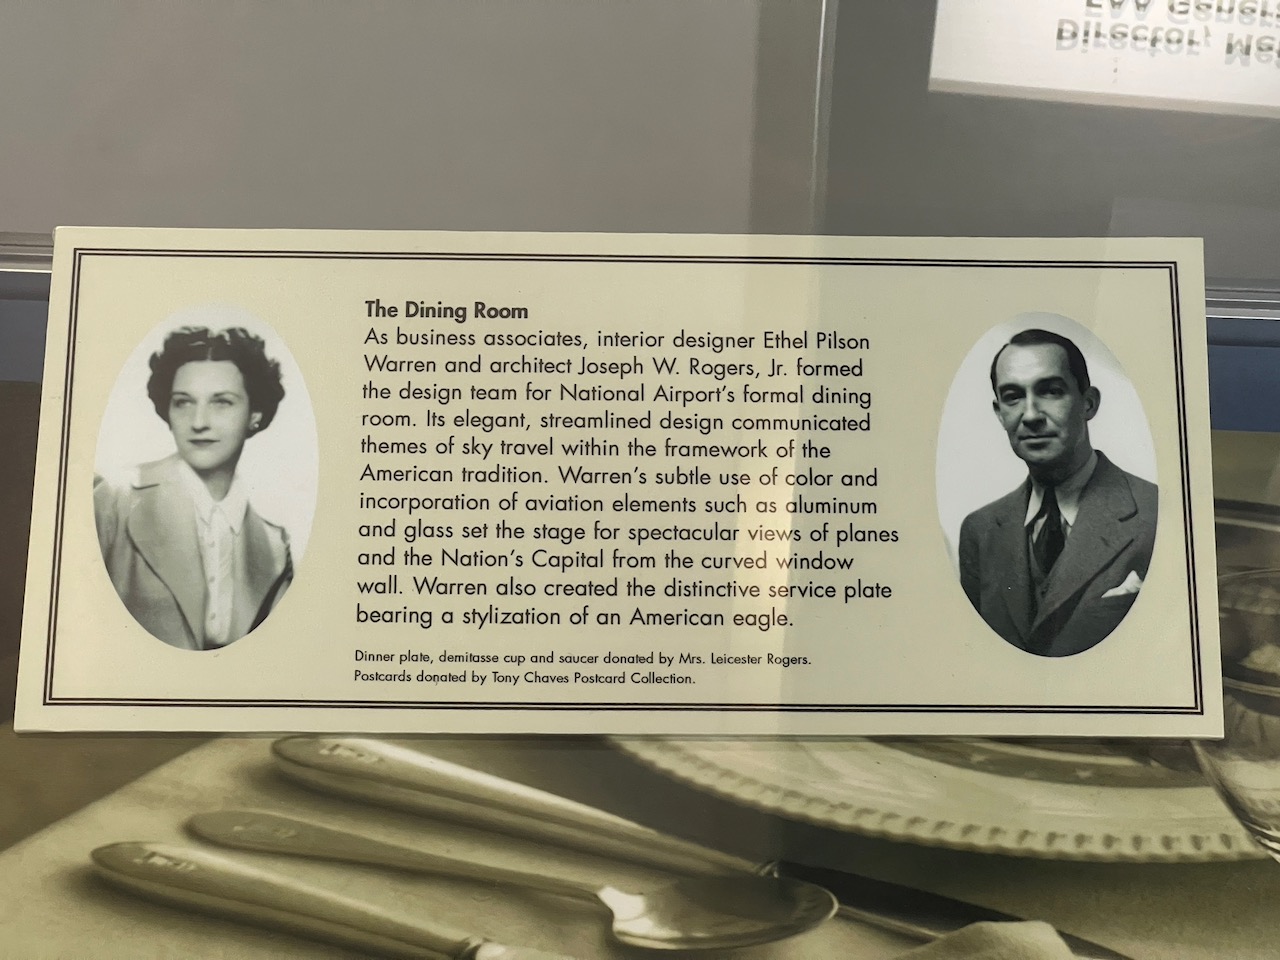 The Dining Room
As business associates, interior designer Ethel Pilson
Warren and architect Joseph W. Rogers, Jr. formed
the design team for National Airport's formal dining
room. Its elegant, streamlined design communicated
themes of sky travel within the framework of the
American tradition. Warren's subtle use of color and
incorporation of aviation elements such as aluminum
and glass set the stage for spectacular views of planes
and the Nation's Capital from the curved window
wall. Warren also created the distinctive service plate
bearing a stylization of an American eagle.
Dinner plate, demitasse cup and saucer donated by Mrs. Leicester Rogers.
Postcards donated by Tony Chaves Postcard Collection.
Director,